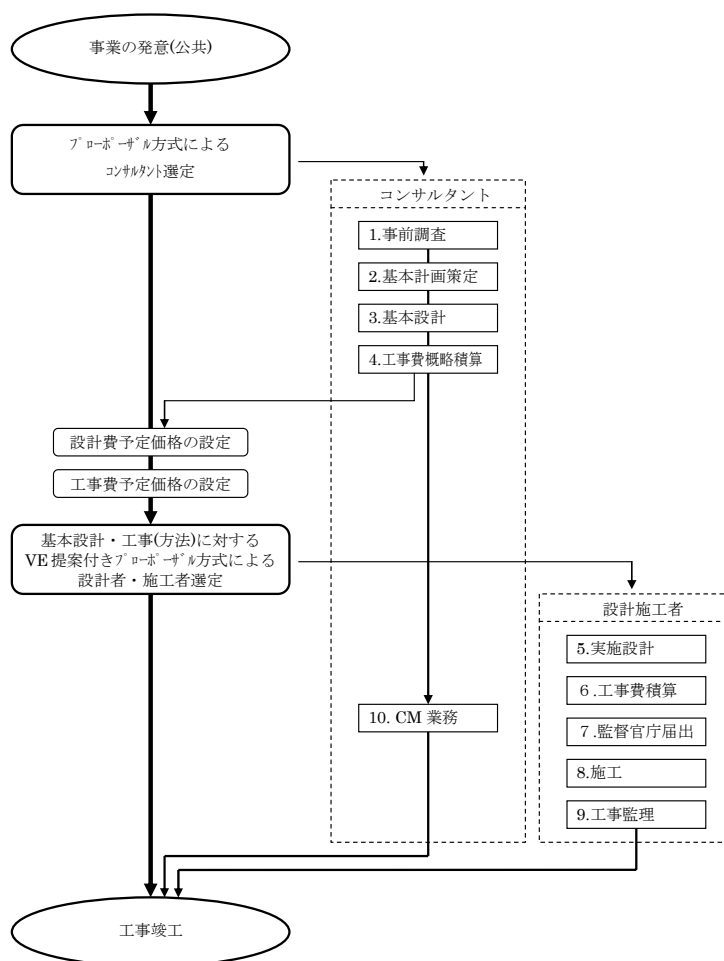 事業の発意(公共)
プローポーザル方式による
コンサルタント選定
コンサルタント
1.事前調査
2.基本計画策定
3.基本設計
4.工事費概略積算
設計費予定価格の設定
工事費予定価格の設定
基本設計・工事(方法)に対する
VE提案付きプローポーザル方式による
設計者・施工者選定
設計施工者
5.実施設計
６.工事費積算
７.監督官庁届出
8.施工
9.工事監理
10. CM 業務
工事竣工